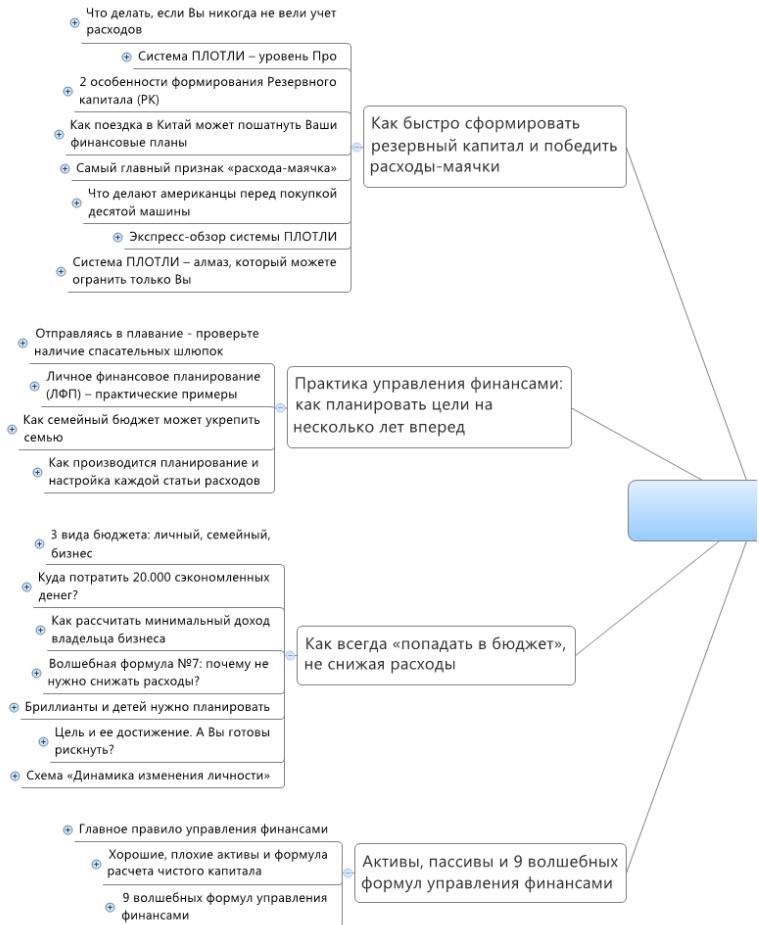 Что делать, если Вы никогда не вели учет
расходов
Система ПЛОТЛИ – уровень Про
2 особенности формирования Резервного
капитала (РК)
Как поездка в Китай может пошатнуть Ваши
финансовые планы
Самый главный признак «расхода-маячка»
Что делают американцы перед покупкой
десятой машины
Экспресс-обзор системы ПЛОТЛИ
Система ПЛОТЛИ – алмаз, который можете
огранить только Вы
Как быстро сформировать
резервный капитал и победить
расходы-маячки
Отправляясь в плавание - проверьте
наличие спасательных шлюпок
Личное финансовое планирование
(ЛФП) – практические примеры
Как семейный бюджет может укрепить
семью
Как производится планирование и
настройка каждой статьи расходов
Практика управления финансами:
как планировать цели на
несколько лет вперед
3 вида бюджета: личный, семейный,
бизнес
Куда потратить 20.000 сэкономленных
денег?
Как рассчитать минимальный доход
владельца бизнеса
Волшебная формула №7: почему не
нужно снижать расходы?
Бриллианты и детей нужно планировать
Цель и ее достижение. А Вы готовы
рискнуть?
Схема «Динамика изменения личности»
Как всегда «попадать в бюджет»,
не снижая расходы
Главное правило управления финансами
Хорошие, плохие активы и формула
расчета чистого капитала
9 волшебных формул управления
финансами
Активы, пассивы и 9 волшебных
формул управления финансами